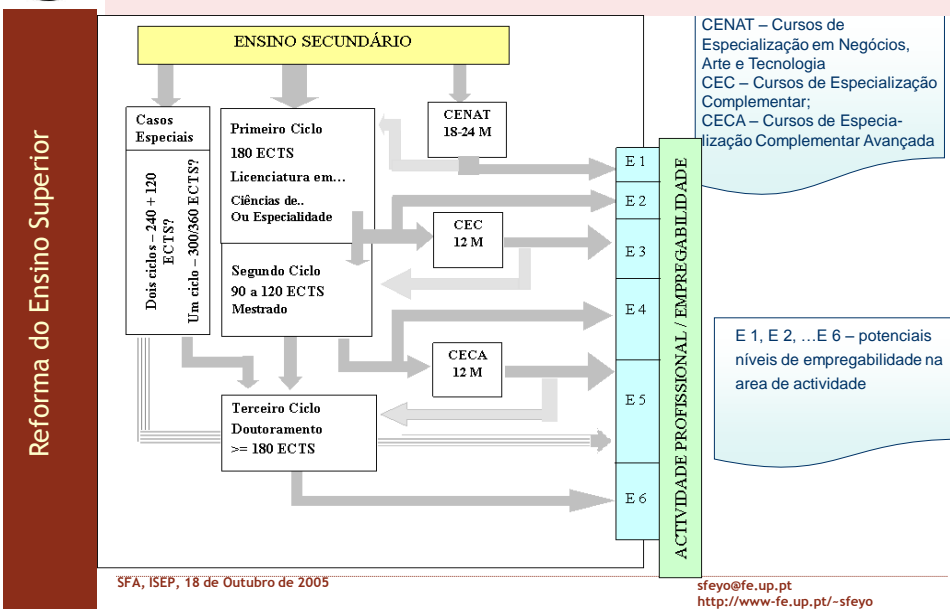 Reforma do Ensino Superior
ENSINO SECUNDÁRIO
Casos
Especiais
Dois ciclos – 240 + 120
ECTS?
Um ciclo – 300/360 ECTS?
Primeiro Ciclo
180 ECTS
Licenciatura em...
Ciências de..
Ou Especialidade
CENAT
18-24 M
CEC
12 M
Segundo Ciclo
90 a 120 ECTS
Mestrado
CECA
12 M
Terceiro Ciclo
Doutoramento
>= 180 ECTS
E 1
E 2
E 3
E 4
E 5
E 6
ACTIVIDADE PROFISSIONAL / EMPREGABILIDADE
CENAT – Cursos de
Especialização em Negócios,
Arte e Tecnologia
CEC – Cursos de Especialização
Complementar;
CECA – Cursos de Especia-
lização Complementar Avançada
E 1, E 2, ...E 6 – potenciais
níveis de empregabilidade na
area de actividade
SFA, ISEP, 18 de Outubro de 2005
sfeyo@fe.up.pt
http://www-fe.up.pt/~sfeyo